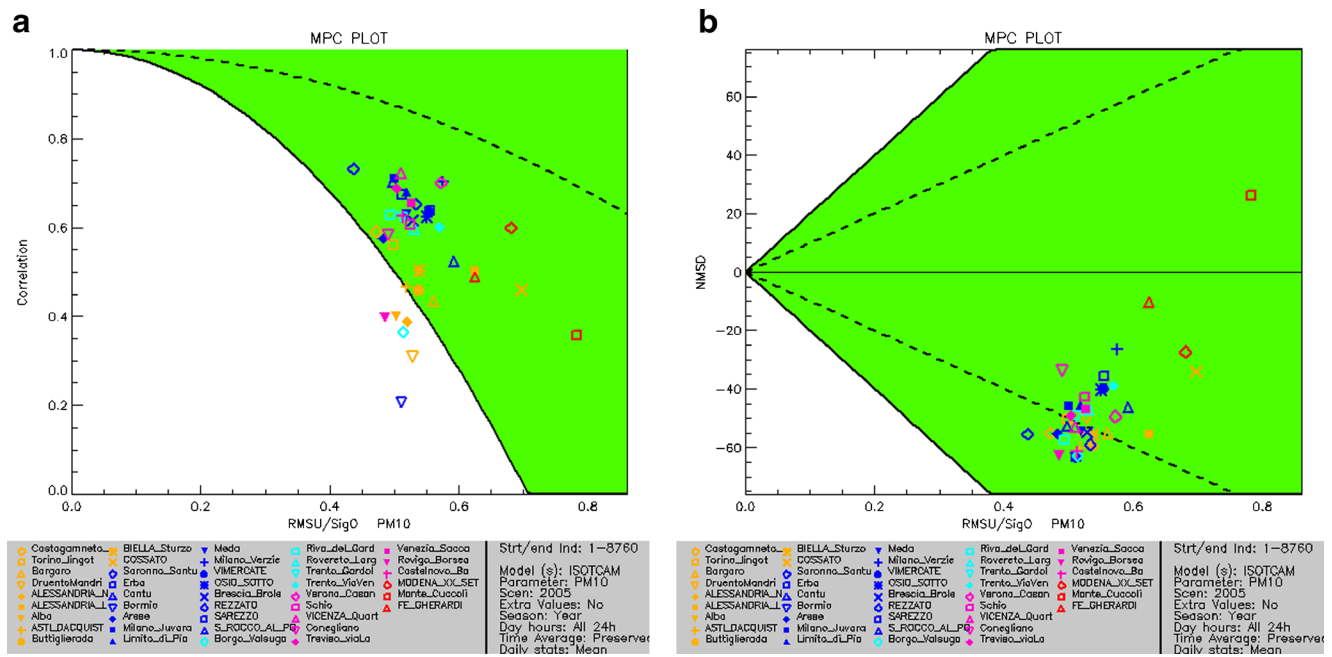 a
MPC PLOT
Correlation
1.0
0.8
0.6
0.4
0.2
0.0
0.0 0.2 0.4 0.6 0.8
RMSU/SigO PM10
Torino_lingot
Bargaro
DruentoMandri
ALESSANDRIA_N
ALESSANDRIA_L
Alba
Buttiglierada
BIELLA_Sturzo
COSSATO
Saronno_Santu
Erba
Cantu
Bormio
Arese
Milano_Juvara
Limito_di_Pio
Meda
Milano_Verzie
VIMERCATE
OSIO_SOTTO
Brescia_Brole
REZZATO
SAREZZO
S_ROCCO_AL_PO
Borgo_Valsuga
Riva_del_Gard
Rovereto_Larg
Trento_Gardol
Trento_ViaVen
Verona_Casan
Schio
VICENZA_Quart
Conegliano
Treviso_viaLa
Venezia_Sacca
Rovigo_Borsea
Castelnovo_Ba
MODENA_XX_SET
Monte_Cuccoli
FE_GHERARDI
Strt/end Ind: 1-8760
Model (s): ISOTCAM
Parameter: PM10
Scen: 2005
Extra Values: No
Season: Year
Day hours: All 24h
Time Average: Preserve
Daily stats: Mean
b
MPC PLOT
NMSD
60
40
20
0
-20
-40
-60
0.0 0.2 0.4 0.6 0.8
RMSU/SigO PM10
Torino_lingot
Bargaro
DruentoMandri
ALESSANDRIA_N
ALESSANDRIA_L
Alba
Buttiglierada
BIELLA_Sturzo
COSSATO
Saronno_Santu
Erba
Cantu
Bormio
Arese
Milano_Juvara
Limito_di_Pio
Meda
Milano_Verzie
VIMERCATE
OSIO_SOTTO
Brescia_Brole
REZZATO
SAREZZO
S_ROCCO_AL_PO
Borgo_Valsuga
Riva_del_Gard
Rovereto_Larg
Trento_Gardol
Trento_ViaVen
Verona_Casan
Schio
VICENZA_Quart
Conegliano
Treviso_viaLa
Venezia_Sacca
Rovigo_Borsea
Castelnovo_Ba
MODENA_XX_SET
Monte_Cuccoli
FE_GHERARDI
Strt/end Ind: 1-8760
Model (s): ISOTCAM
Parameter: PM10
Scen: 2005
Extra Values: No
Season: Year
Day hours: All 24h
Time Average: Preserved
Daily stats: Mean